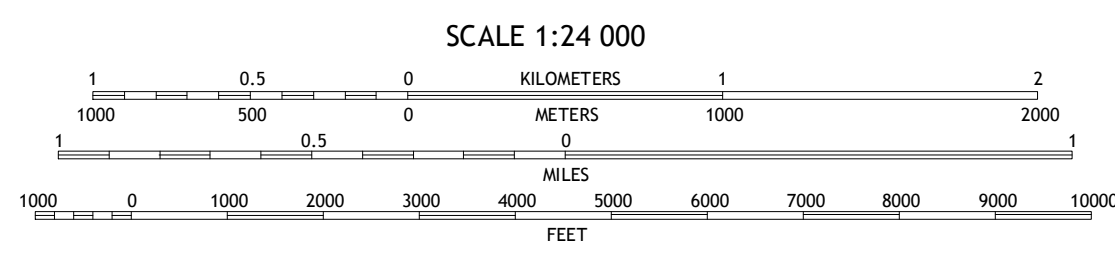 SCALE 1:24 000
1 0.5 0 KILOMETERS 1 2
1000 500 0 METERS 1000 2000
1 0.5 0 1
MILES
1000 0 1000 2000 3000 4000 5000 6000 7000 8000 9000 10000
FEET